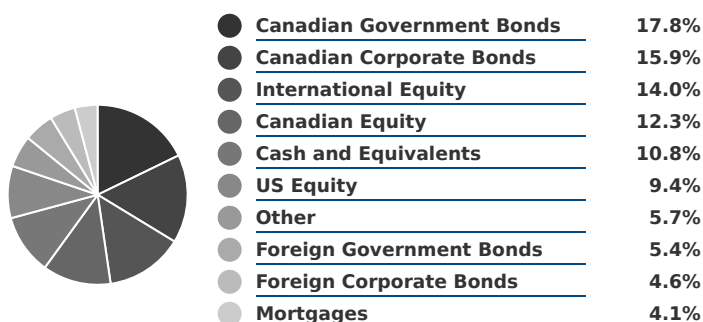 Canadian Government Bonds 17.8%
Canadian Corporate Bonds 15.9%
International Equity 14.0%
Canadian Equity 12.3%
Cash and Equivalents 10.8%
US Equity 9.4%
Other 5.7%
Foreign Government Bonds 5.4%
Foreign Corporate Bonds 4.6%
Mortgages 4.1%